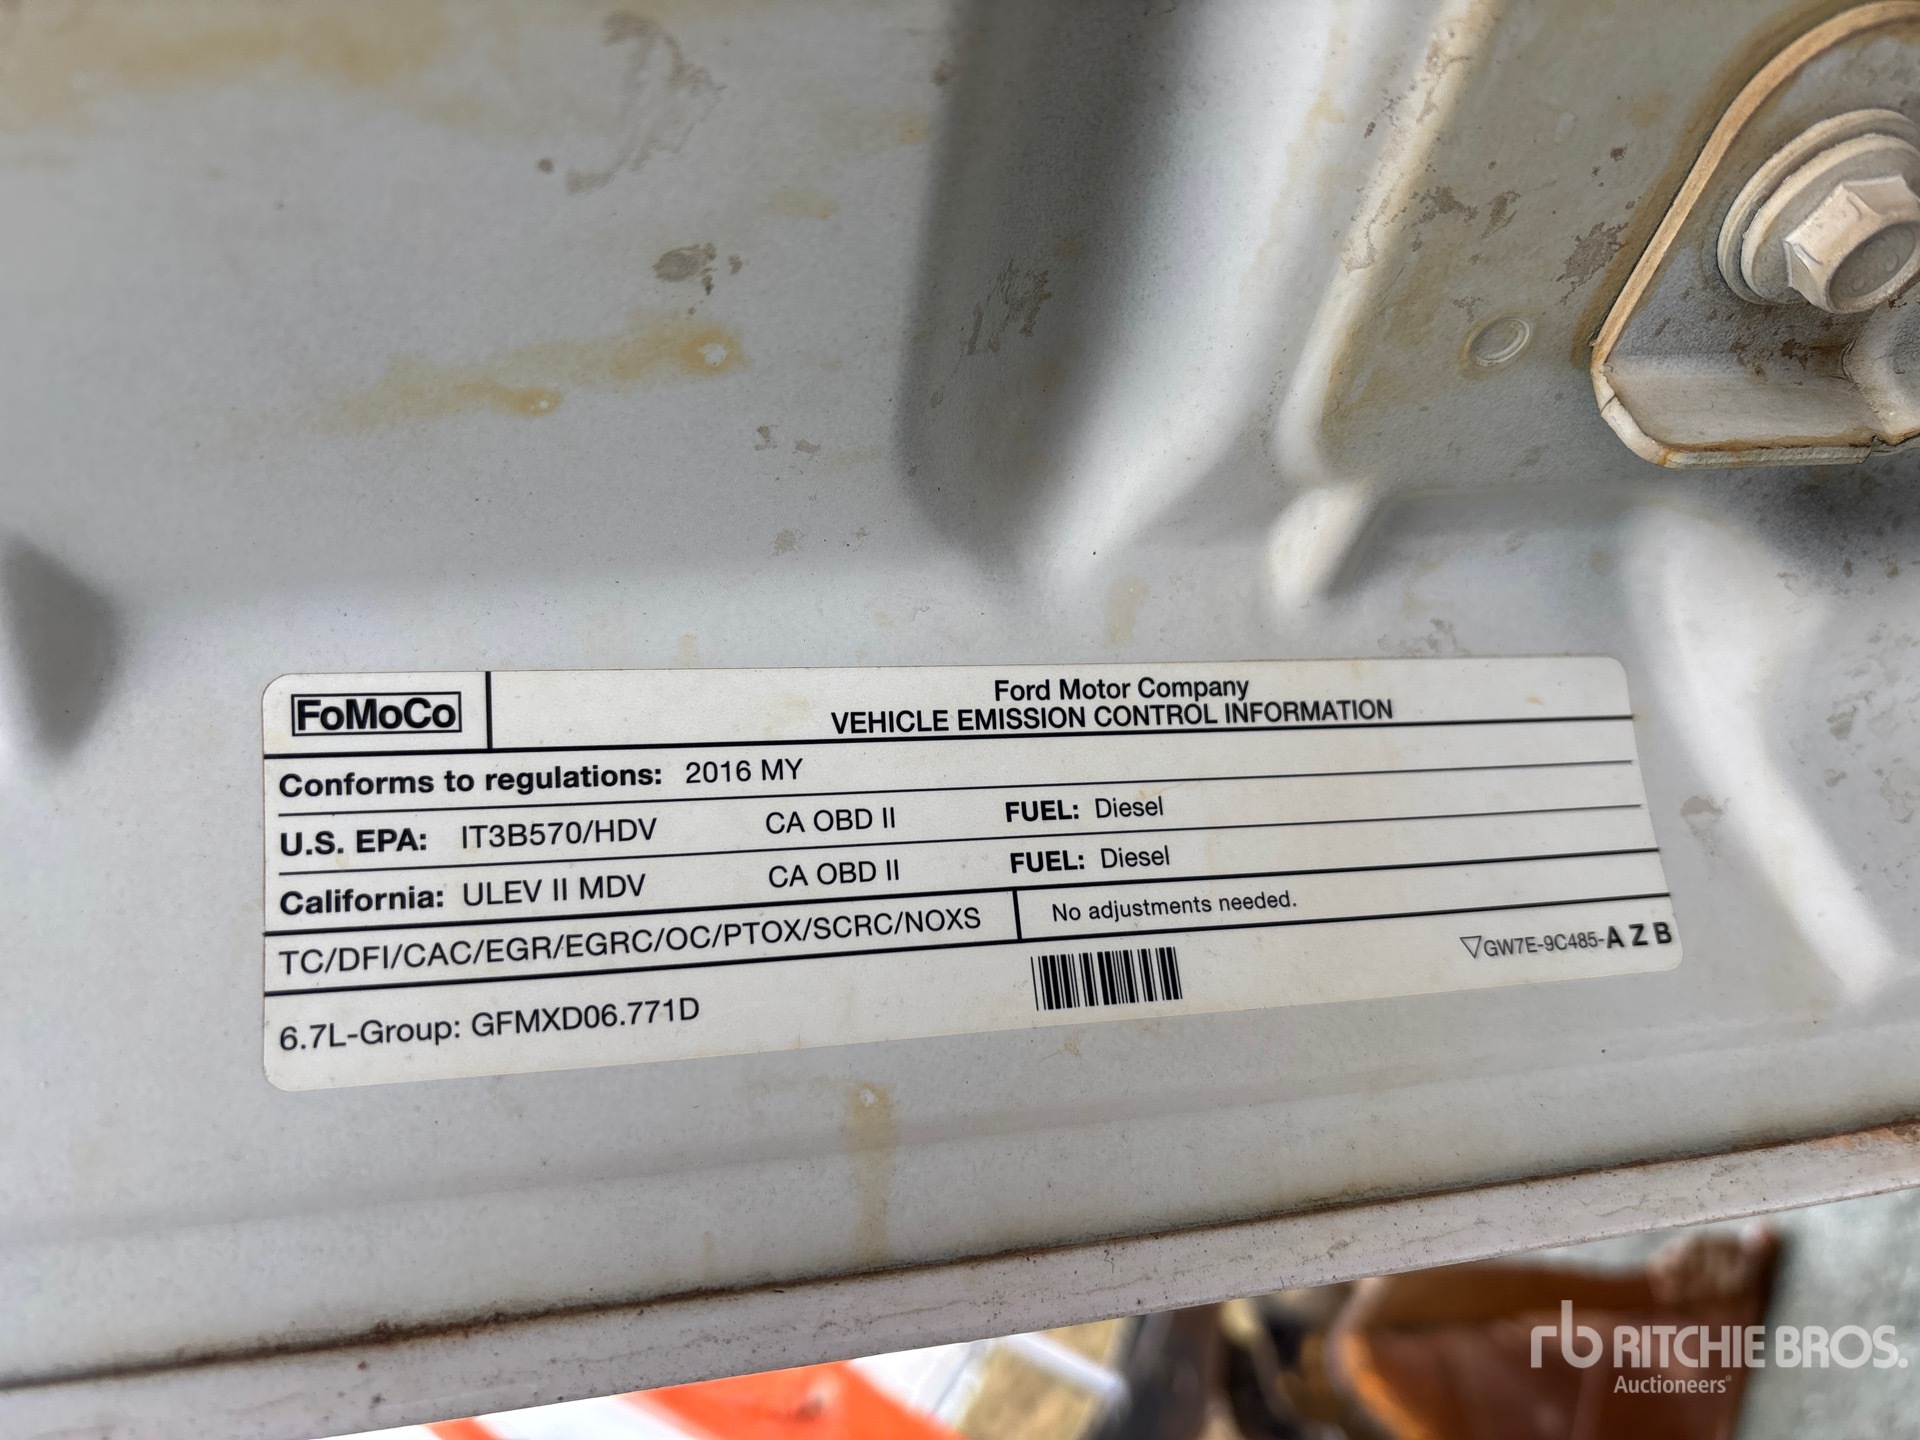 FoMoCo
Ford Motor Company
VEHICLE EMISSION CONTROL INFORMATION
Conforms to regulations: 2016 MY
U.S. EPA: IT3B570/HDV CA OBD II FUEL: Diesel
California: ULEV II MDV CA OBD II FUEL: Diesel
TC/DFI/CAC/EGR/EGRC/OC/PTOX/SCRC/NOXS No adjustments needed.
6.7L-Group: GFMXD06.771D ▽GW7E-9C485-A Z B
rb RITCHIE BROS.
Auctioneers®